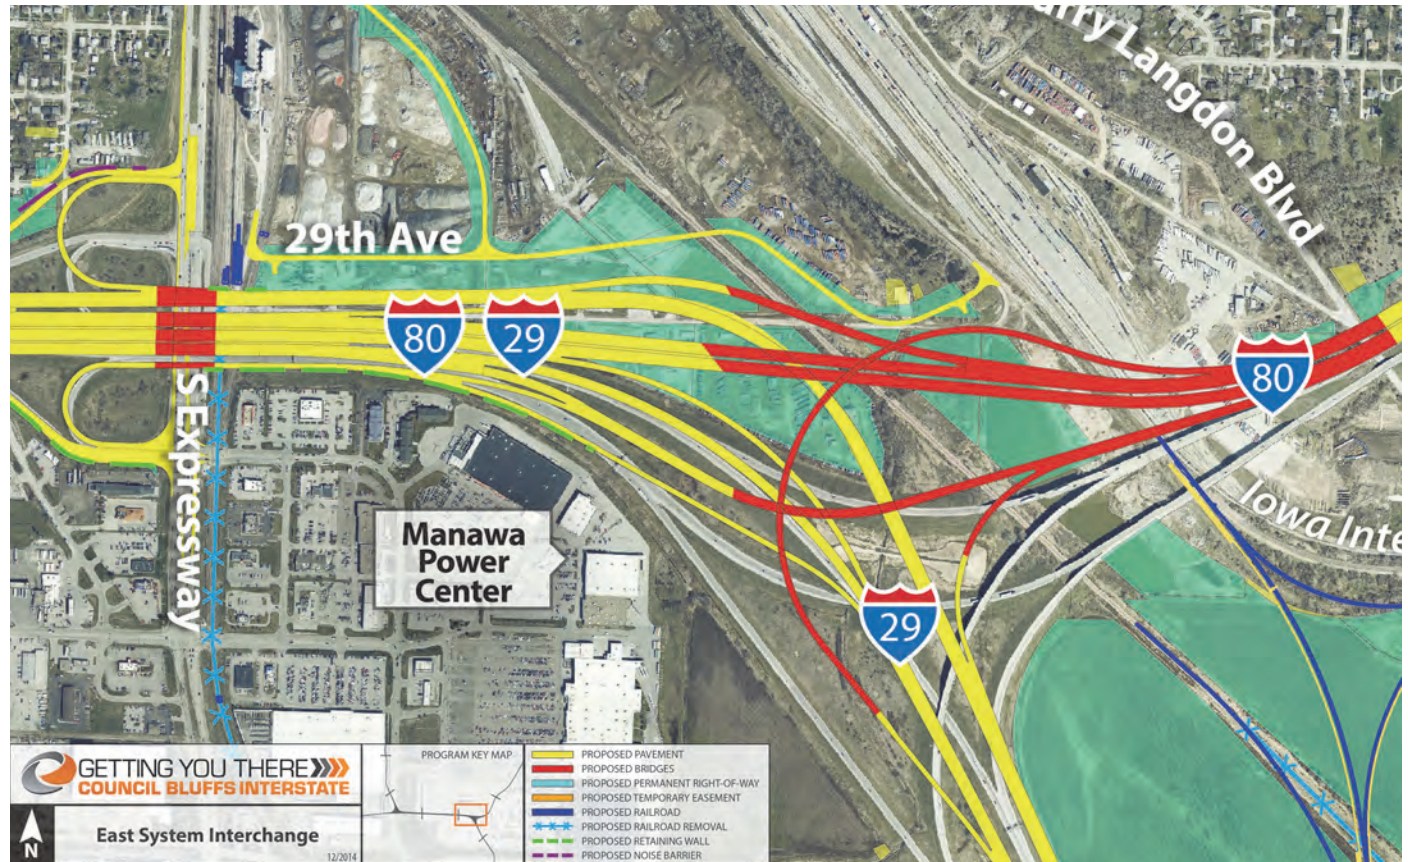 arry Langdon Blvd
29th Ave
80
29
80
S Expressway
Manawa
Power
Center
29
Iowa Inte
GETTING YOU THERE
COUNCIL BLUFFS INTERSTATE
N
East System Interchange
12/2014
PROGRAM KEY MAP
PROPOSED PAVEMENT
PROPOSED BRIDGES
PROPOSED PERMANENT RIGHT-OF-WAY
PROPOSED TEMPORARY EASEMENT
PROPOSED RAILROAD
PROPOSED RAILROAD REMOVAL
PROPOSED RETAINING WALL
PROPOSED NOISE BARRIER